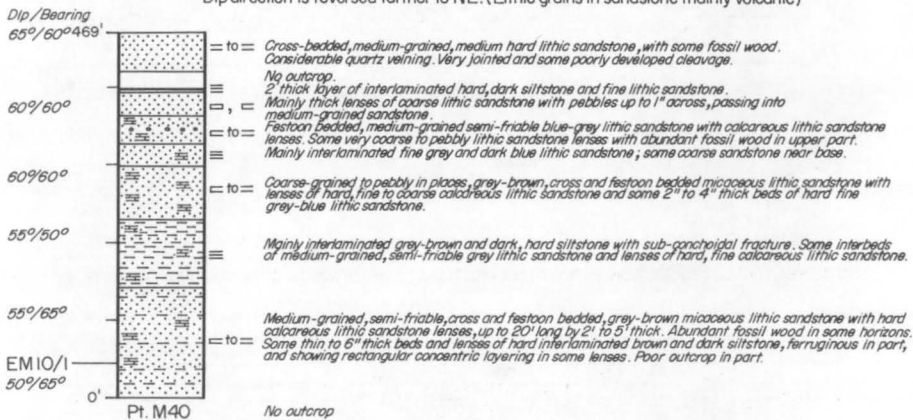 Dip direction is reversed farther to NE. (Lithic grains in sandstone mainly volcanic)
Dip/Bearing
65°/60° 469'
= to = Cross-bedded, medium-grained, medium hard lithic sandstone, with some fossil wood.
Considerable quartz veining. Very jointed and some poorly developed cleavage.
No outcrop.
2' thick layer of interlaminated hard, dark siltstone and fine lithic sandstone.
60°/60°
Mainly thick lenses of coarse lithic sandstone with pebbles up to 1" across, passing into
medium-grained sandstone.
Festoon bedded, medium-grained semi-friable blue-grey lithic sandstone with calcareous lithic sandstone
lenses. Some very coarse to pebbly lithic sandstone lenses with abundant fossil wood in upper part.
Mainly interlaminated fine grey and dark blue lithic sandstone; some coarse sandstone near base.
60°/60°
Coarse-grained to pebbly in places, grey-brown, cross and festoon bedded micaceous lithic sandstone with
lenses of hard, fine to coarse calcareous lithic sandstone and some 2" to 4" thick beds of hard fine
grey-blue lithic sandstone.
55°/50°
Mainly interlaminated grey-brown and dark, hard siltstone with sub-conchoidal fracture. Some interbeds
of medium-grained, semi-friable grey lithic sandstone and lenses of hard, fine calcareous lithic sandstone.
55°/65°
Medium-grained, semi-friable, cross and festoon bedded, grey-brown micaceous lithic sandstone with hard
calcareous lithic sandstone lenses, up to 20' long by 2' to 5' thick. Abundant fossil wood in some horizons.
Some thin to 6" thick beds and lenses of hard interlaminated brown and dark siltstone, ferruginous in part,
and showing rectangular concentric layering in some lenses. Poor outcrop in part.
EM10/1
50°/65°
0'
Pt. M40
No outcrop